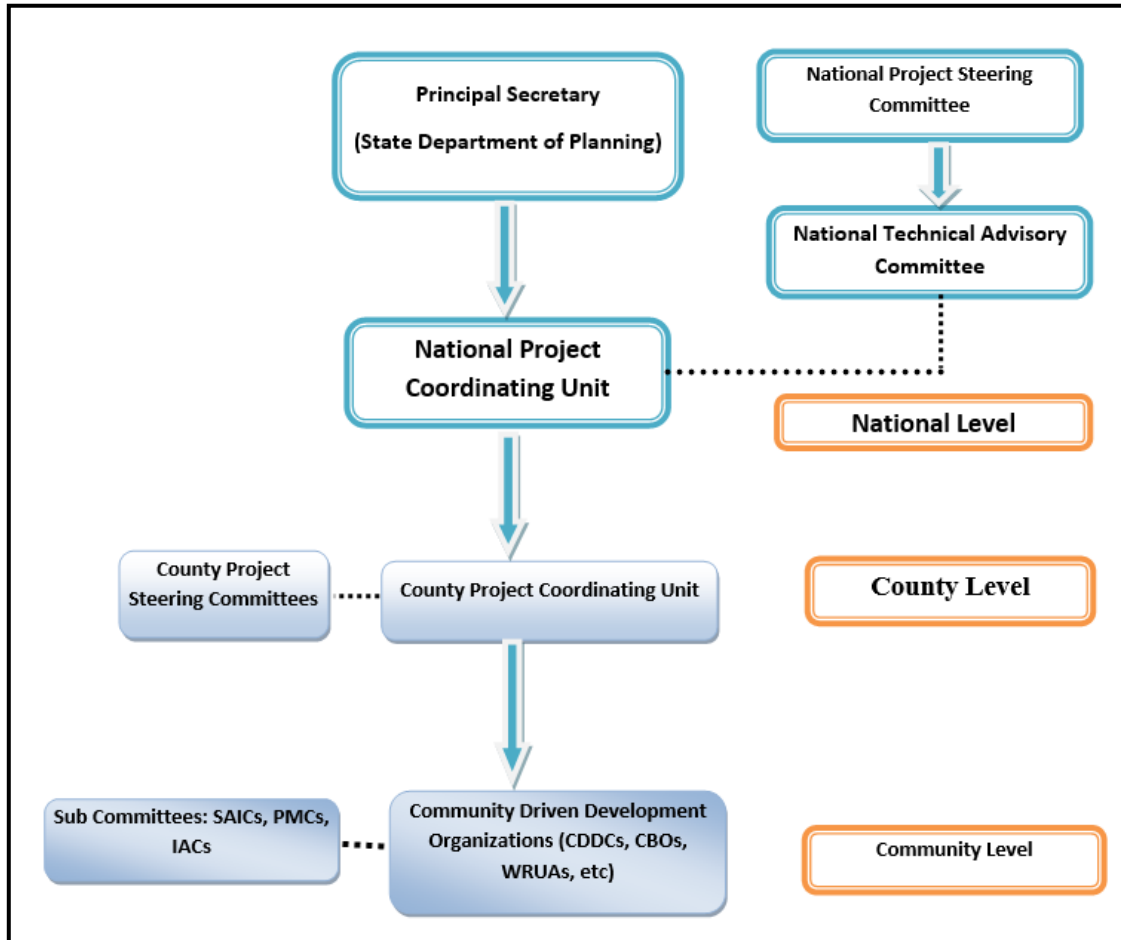 Principal Secretary
(State Department of Planning)
National Project Steering
Committee
National Technical Advisory
Committee
National Project
Coordinating Unit
National Level
County Project
Steering Committees
County Project Coordinating Unit
County Level
Sub Committees: SAICs, PMCs,
IACs
Community Driven Development
Organizations (CDDCs, CBOs,
WRUAs, etc)
Community Level